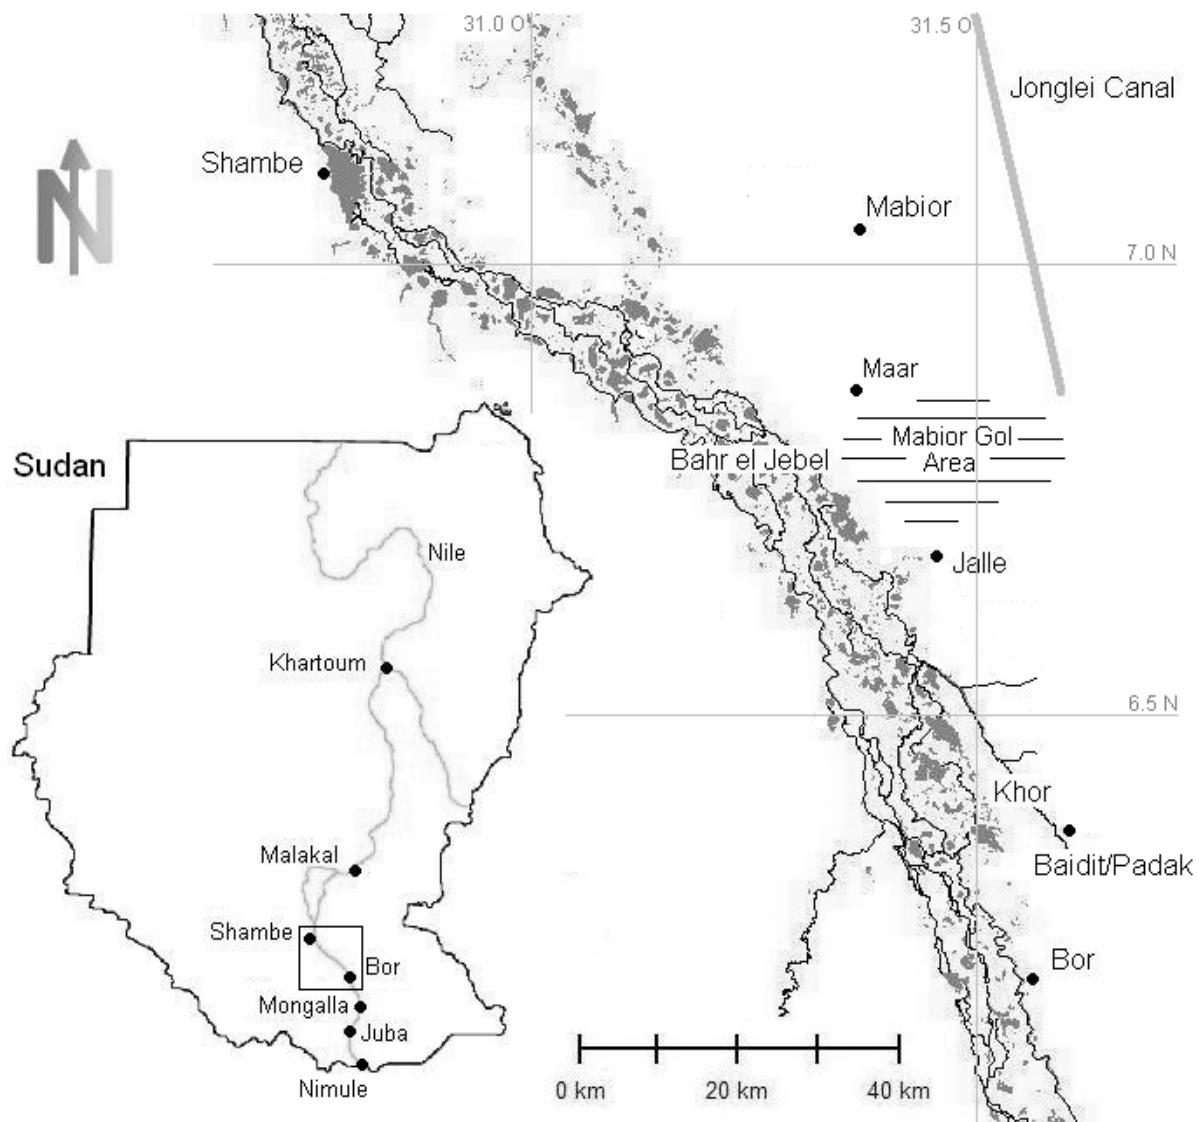 31.0 O
31.5 O
Jonglei Canal
Shambe
N
Mabior
7.0 N
Maar
Mabior Gol
Area
Bahr el Jebel
Sudan
Nile
Jalle
Khartoum
6.5 N
Khor
Malakal
Baidit/Padak
Shambe
Bor
Bor
Mongalla
Juba
Nimule
0 km
20 km
40 km